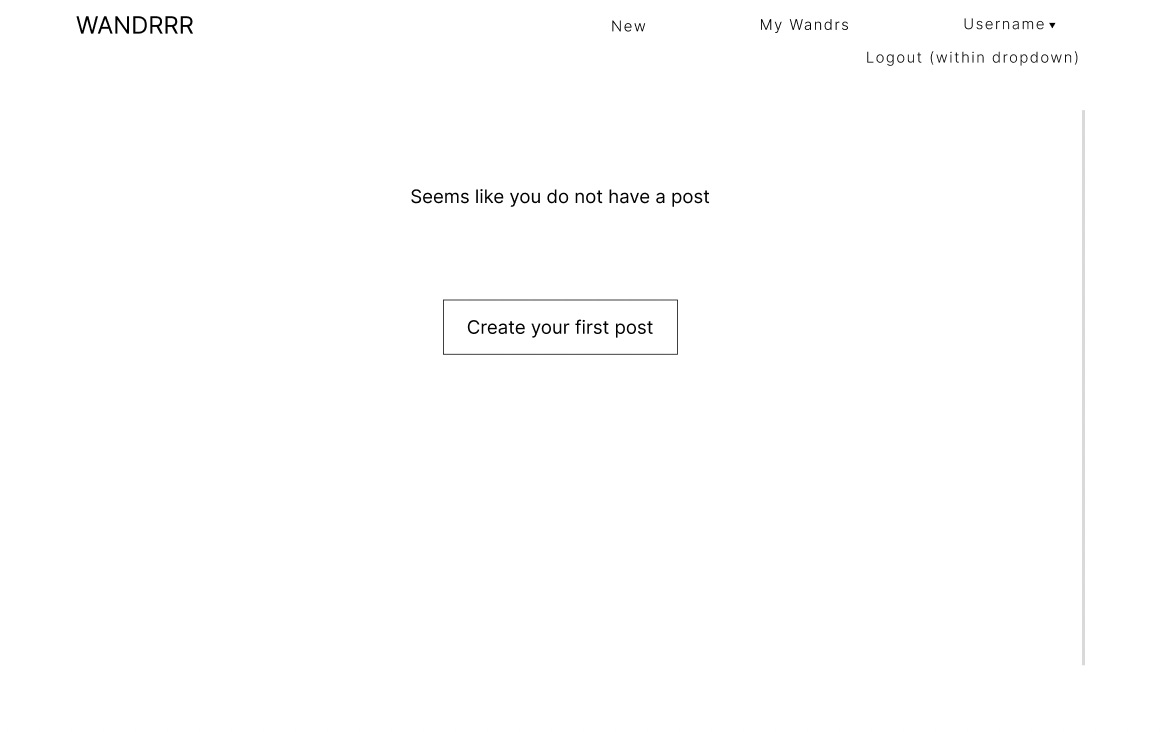 WANDRRR
New
My Wandrs
Username ▾
Logout (within dropdown)
Seems like you do not have a post
Create your first post